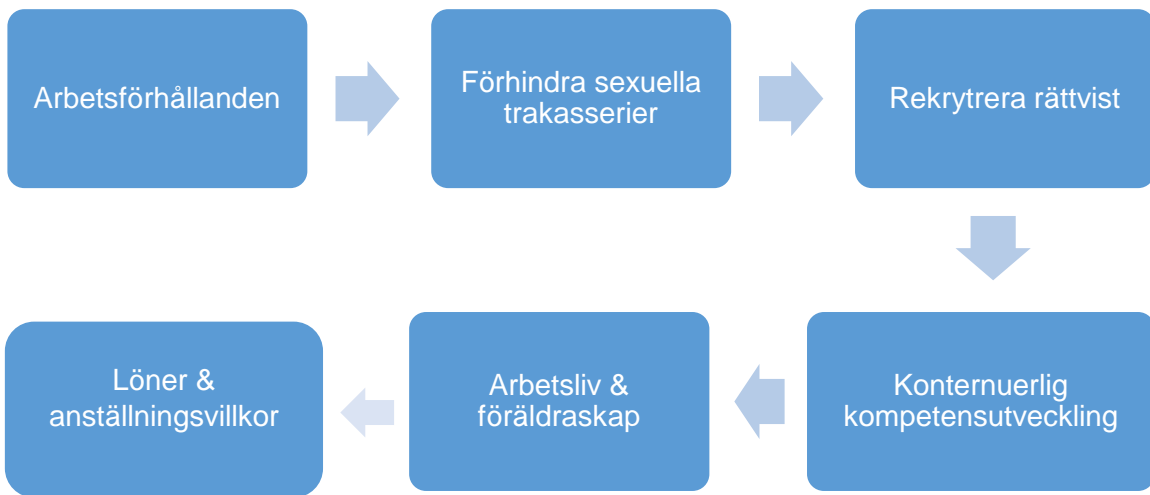 Arbetsförhållanden
Förhindra sexuella
trakasserier
Rekrytrera rättvist
Konternuerlig
kompetensutveckling
Arbetsliv &
föräldraskap
Löner &
anställningsvillkor